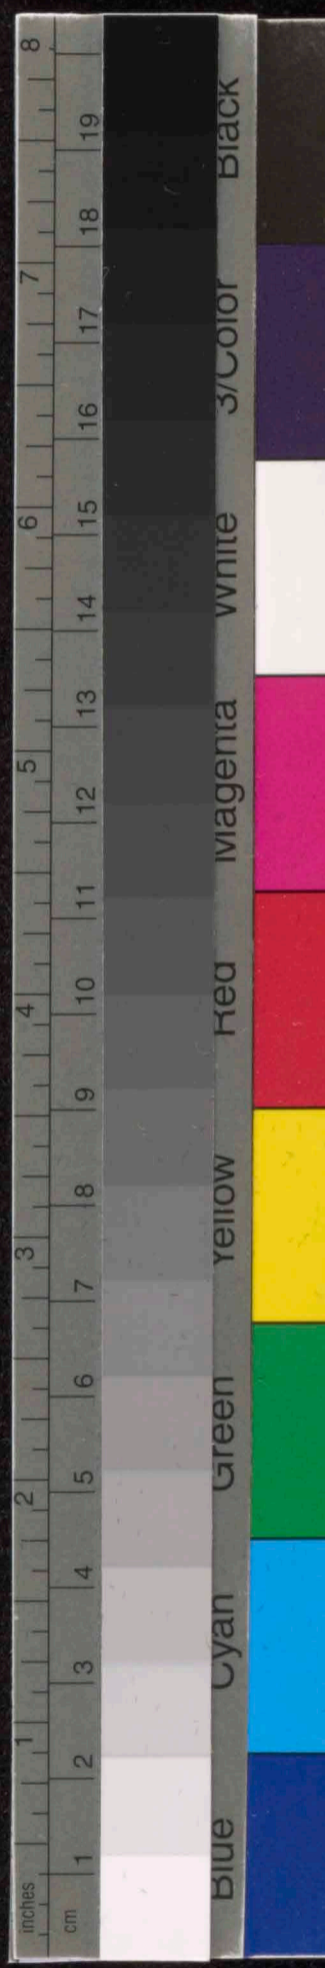 inches 1 2 3 4 5 6 7 8
cm 1 2 3 4 5 6 7 8 9 10 11 12 13 14 15 16 17 18 19
Blue Cyan Green Yellow Red Magenta White 3/Color Black